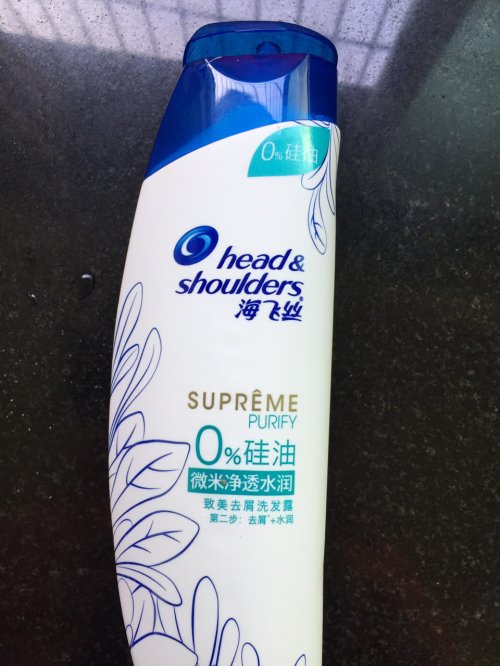 0%硅油
head &
shoulders®
海飞丝
SUPRÊME
PURIFY
0%硅油
微米净透水润
致美去屑洗发露
第二步：去屑~+水润